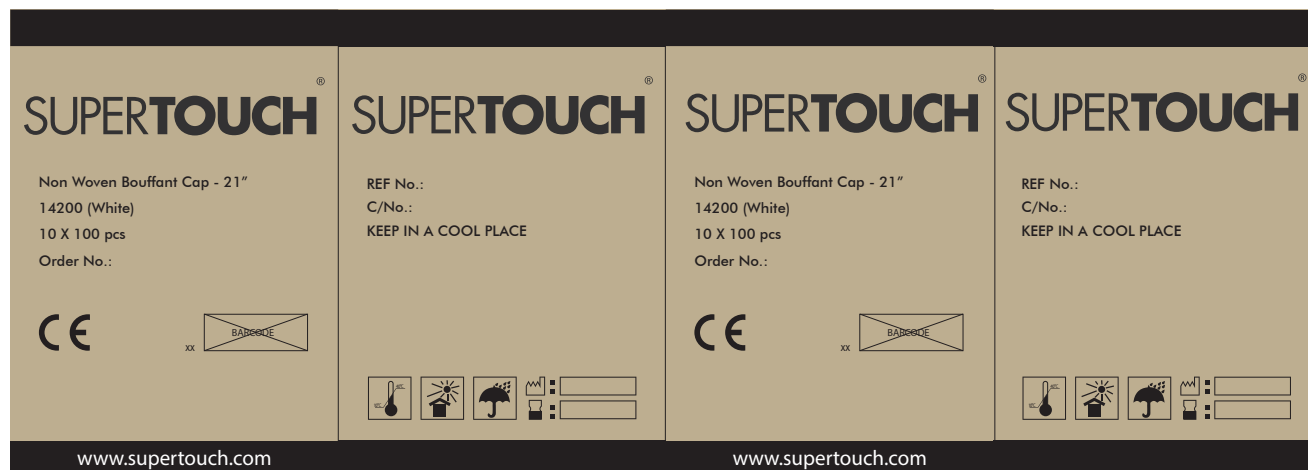 SUPERTOUCH®
Non Woven Bouffant Cap - 21”
14200 (White)
10 X 100 pcs
Order No.:
CE
xx
BARCODE
www.supertouch.com
SUPERTOUCH®
REF No.:
C/No.:
KEEP IN A COOL PLACE
:
:
SUPERTOUCH®
Non Woven Bouffant Cap - 21”
14200 (White)
10 X 100 pcs
Order No.:
CE
xx
BARCODE
www.supertouch.com
SUPERTOUCH®
REF No.:
C/No.:
KEEP IN A COOL PLACE
:
: